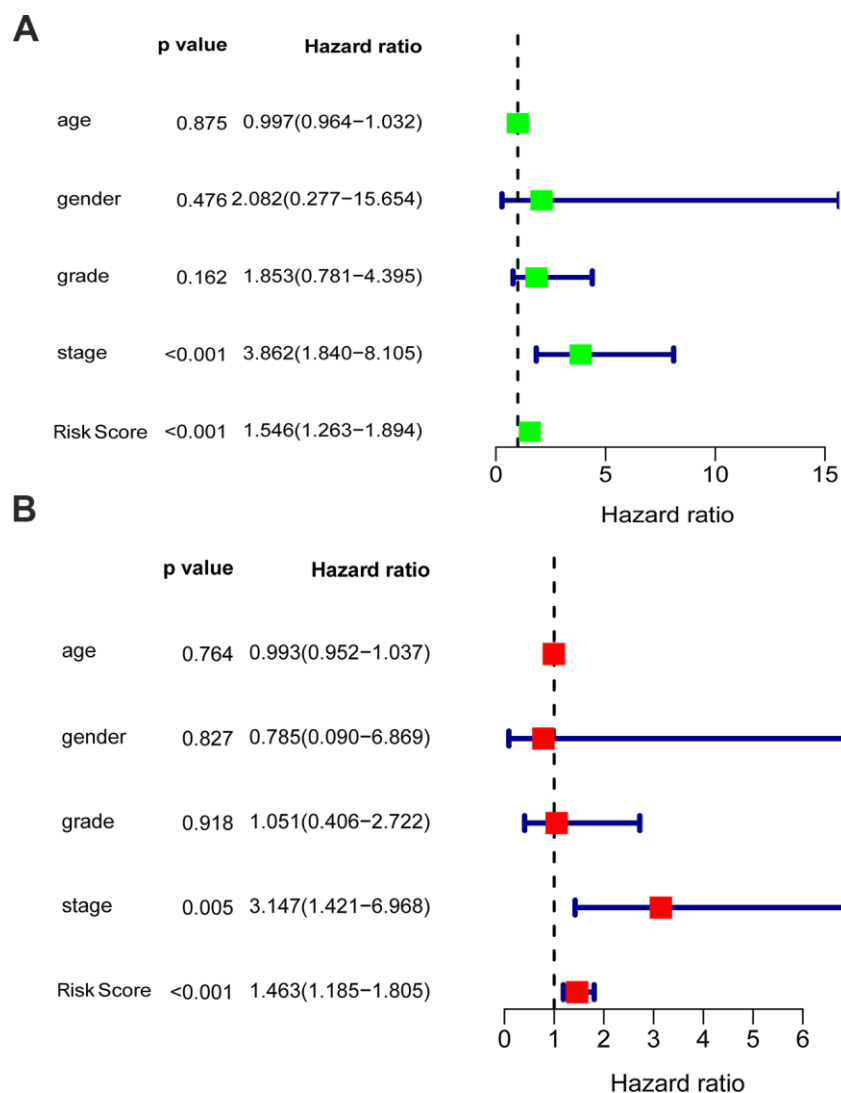 A
p value Hazard ratio
age 0.875 0.997(0.964−1.032)
gender 0.476 2.082(0.277−15.654)
grade 0.162 1.853(0.781−4.395)
stage <0.001 3.862(1.840−8.105)
Risk Score <0.001 1.546(1.263−1.894)
0 5 10 15
Hazard ratio
B
p value Hazard ratio
age 0.764 0.993(0.952−1.037)
gender 0.827 0.785(0.090−6.869)
grade 0.918 1.051(0.406−2.722)
stage 0.005 3.147(1.421−6.968)
Risk Score <0.001 1.463(1.185−1.805)
0 1 2 3 4 5 6
Hazard ratio